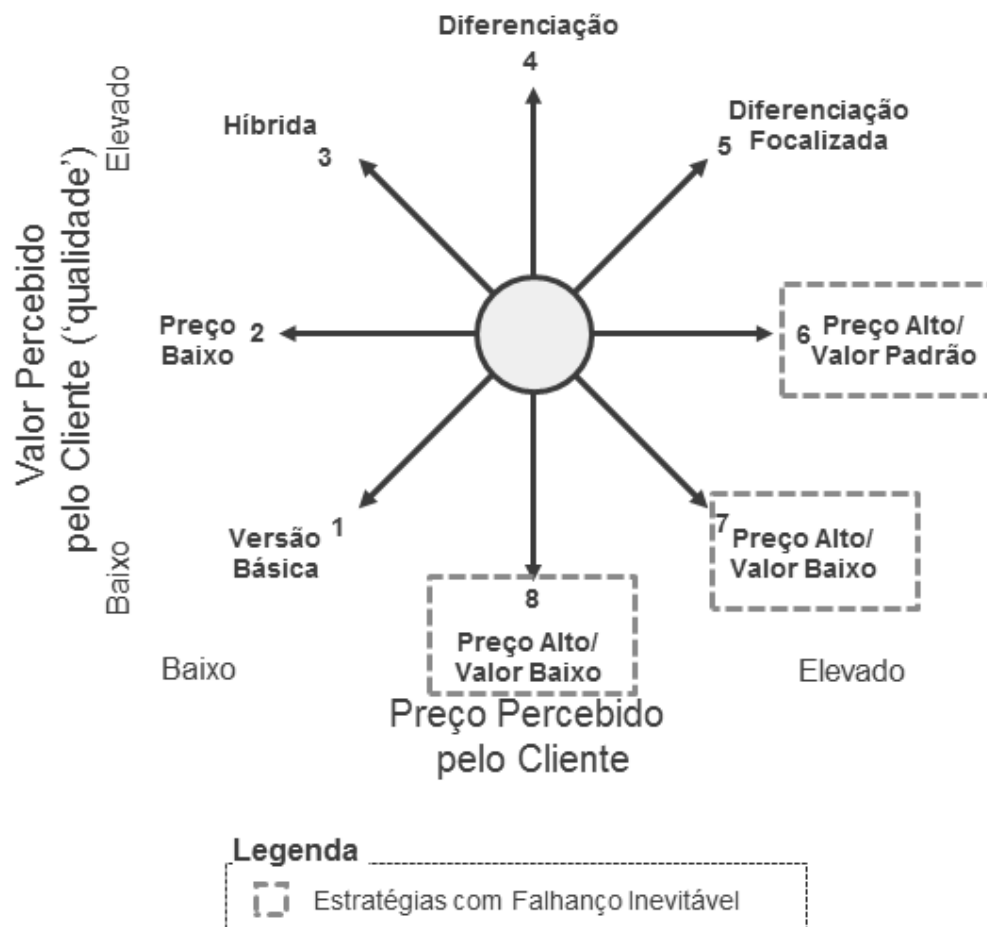 Diferenciação
4
Elevado
Híbrida
3
Diferenciação
5
Focalizada
Valor Percebido
pelo Cliente (‘qualidade’)
Preço
2
Baixo
6
Preço Alto/
Valor Padrão
Baixo
Versão
1
Básica
8
Preço Alto/
Valor Baixo
7
Preço Alto/
Valor Baixo
Baixo
Elevado
Preço Percebido
pelo Cliente
Legenda
Estratégias com Falhanço Inevitável